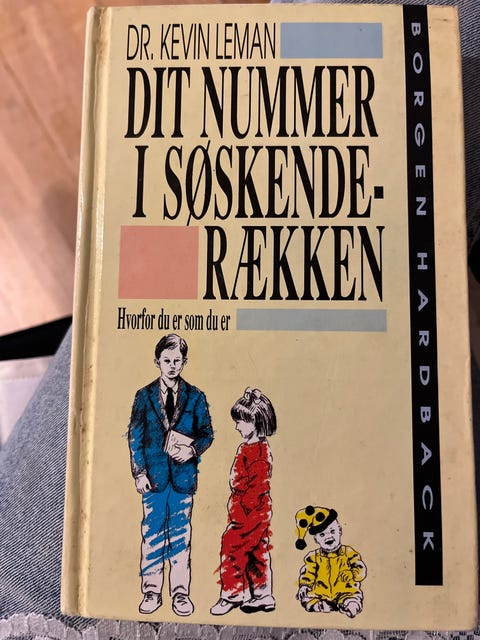 DR. KEVIN LEMAN
DIT NUMMER
I SØSKENDE-
RÆKKEN
Hvorfor du er som du er
BORGEN HARDBACK